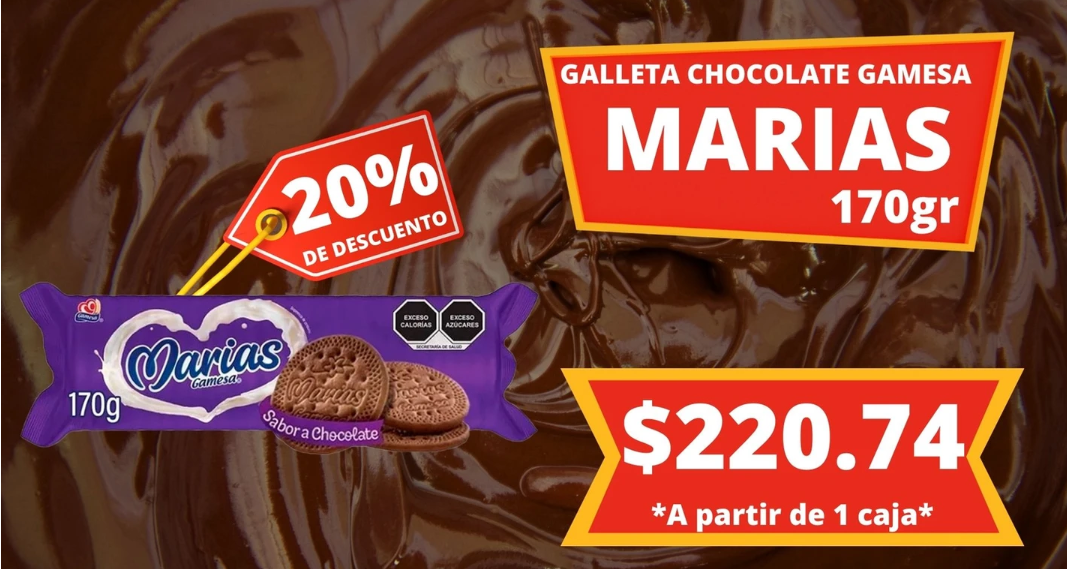 GALLETA CHOCOLATE GAMESA
MARIAS
170gr
20%
DE DESCUENTO
GAMESA
Marias
Gamesa
170g
EXCESO
CALORÍAS
EXCESO
AZÚCARES
SECRETARÍA DE SALUD
Marias
Sabor a Chocolate
$220.74
*A partir de 1 caja*